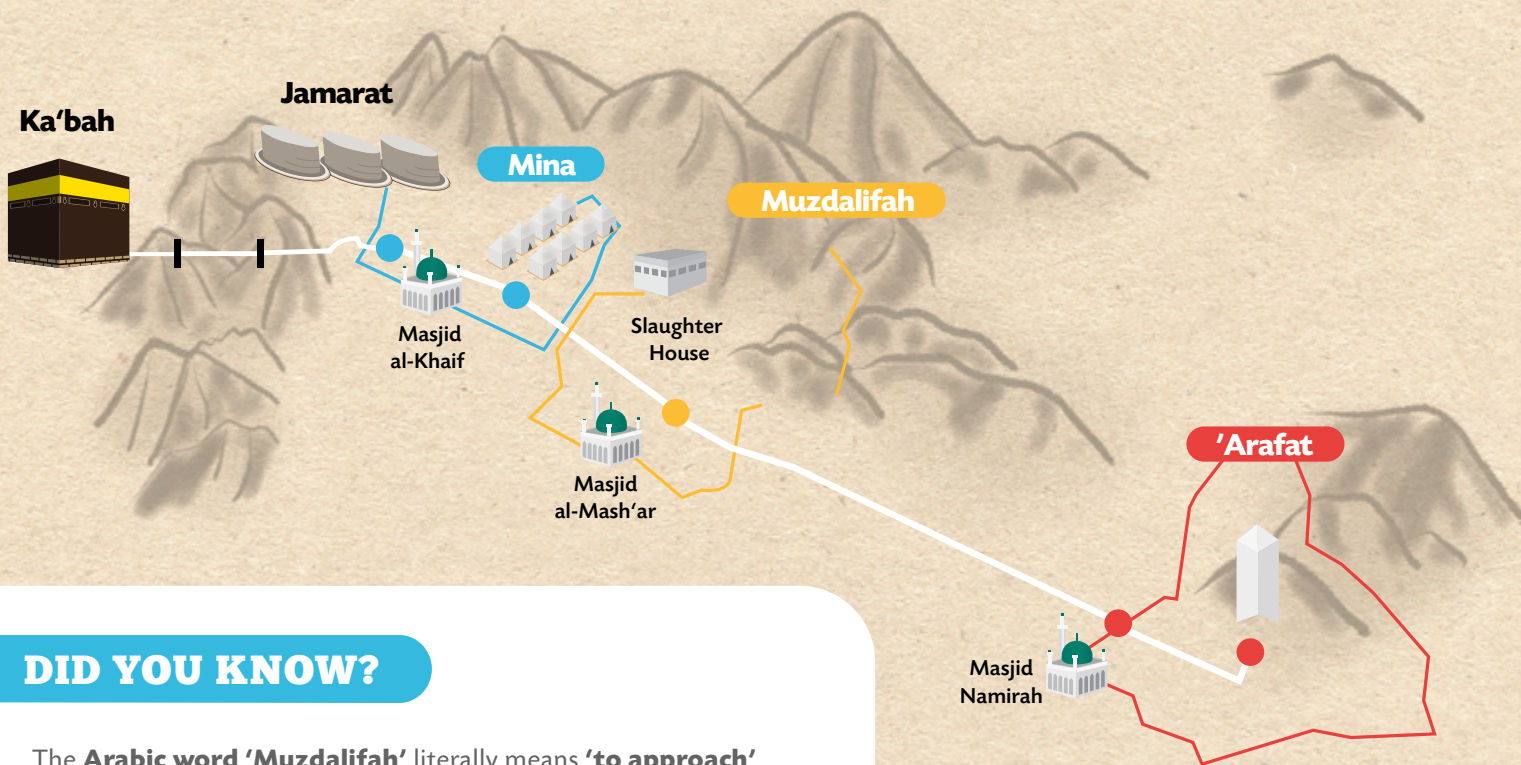 Jamarat
Ka‘bah
Mina
Muzdalifah
Slaughter
House
Masjid
al-Khaif
’Arafat
Masjid
al-Mash‘ar
Masjid
Namirah
DID YOU KNOW?
The Arabic word ‘Muzdalifah’ literally means ‘to approach’